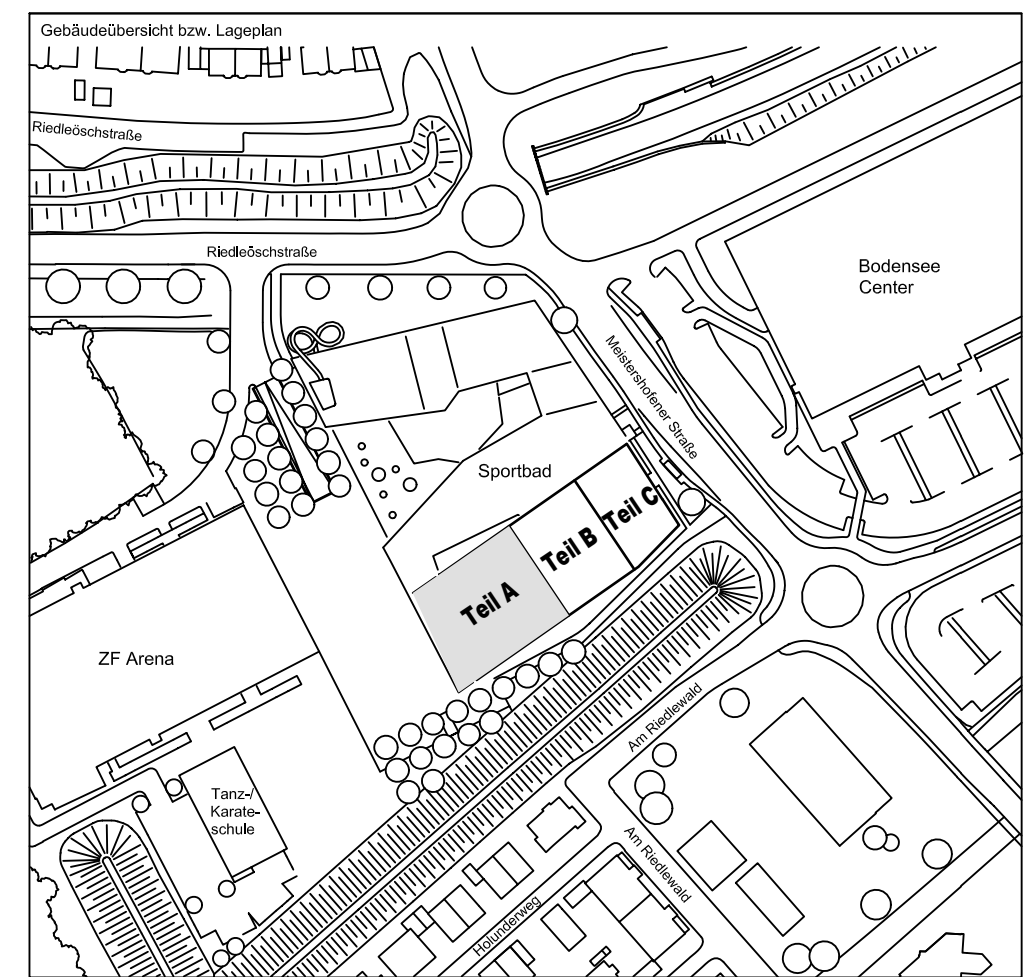 Gebäudeübersicht bzw. Lageplan
Riedleöschstraße
Riedleöschstraße
Bodensee
Center
Meistershofener Straße
Sportbad
Teil C
Teil B
Teil A
ZF Arena
Am Riedlewald
Tanz-/
Karate-
schule
Am Riedlewald
Holunderweg